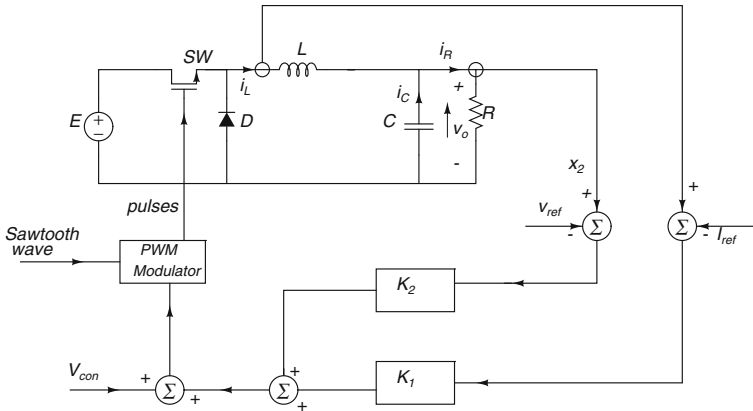 SW
i_L
L
i_R
E
+
−
D
i_C
C
+
v_o
-
R
x_2
pulses
+
+
v_ref
-
Σ
Σ
-
I_ref
Sawtooth
wave
PWM
Modulator
K_2
V_con
+
Σ
+
+
Σ
+
K_1